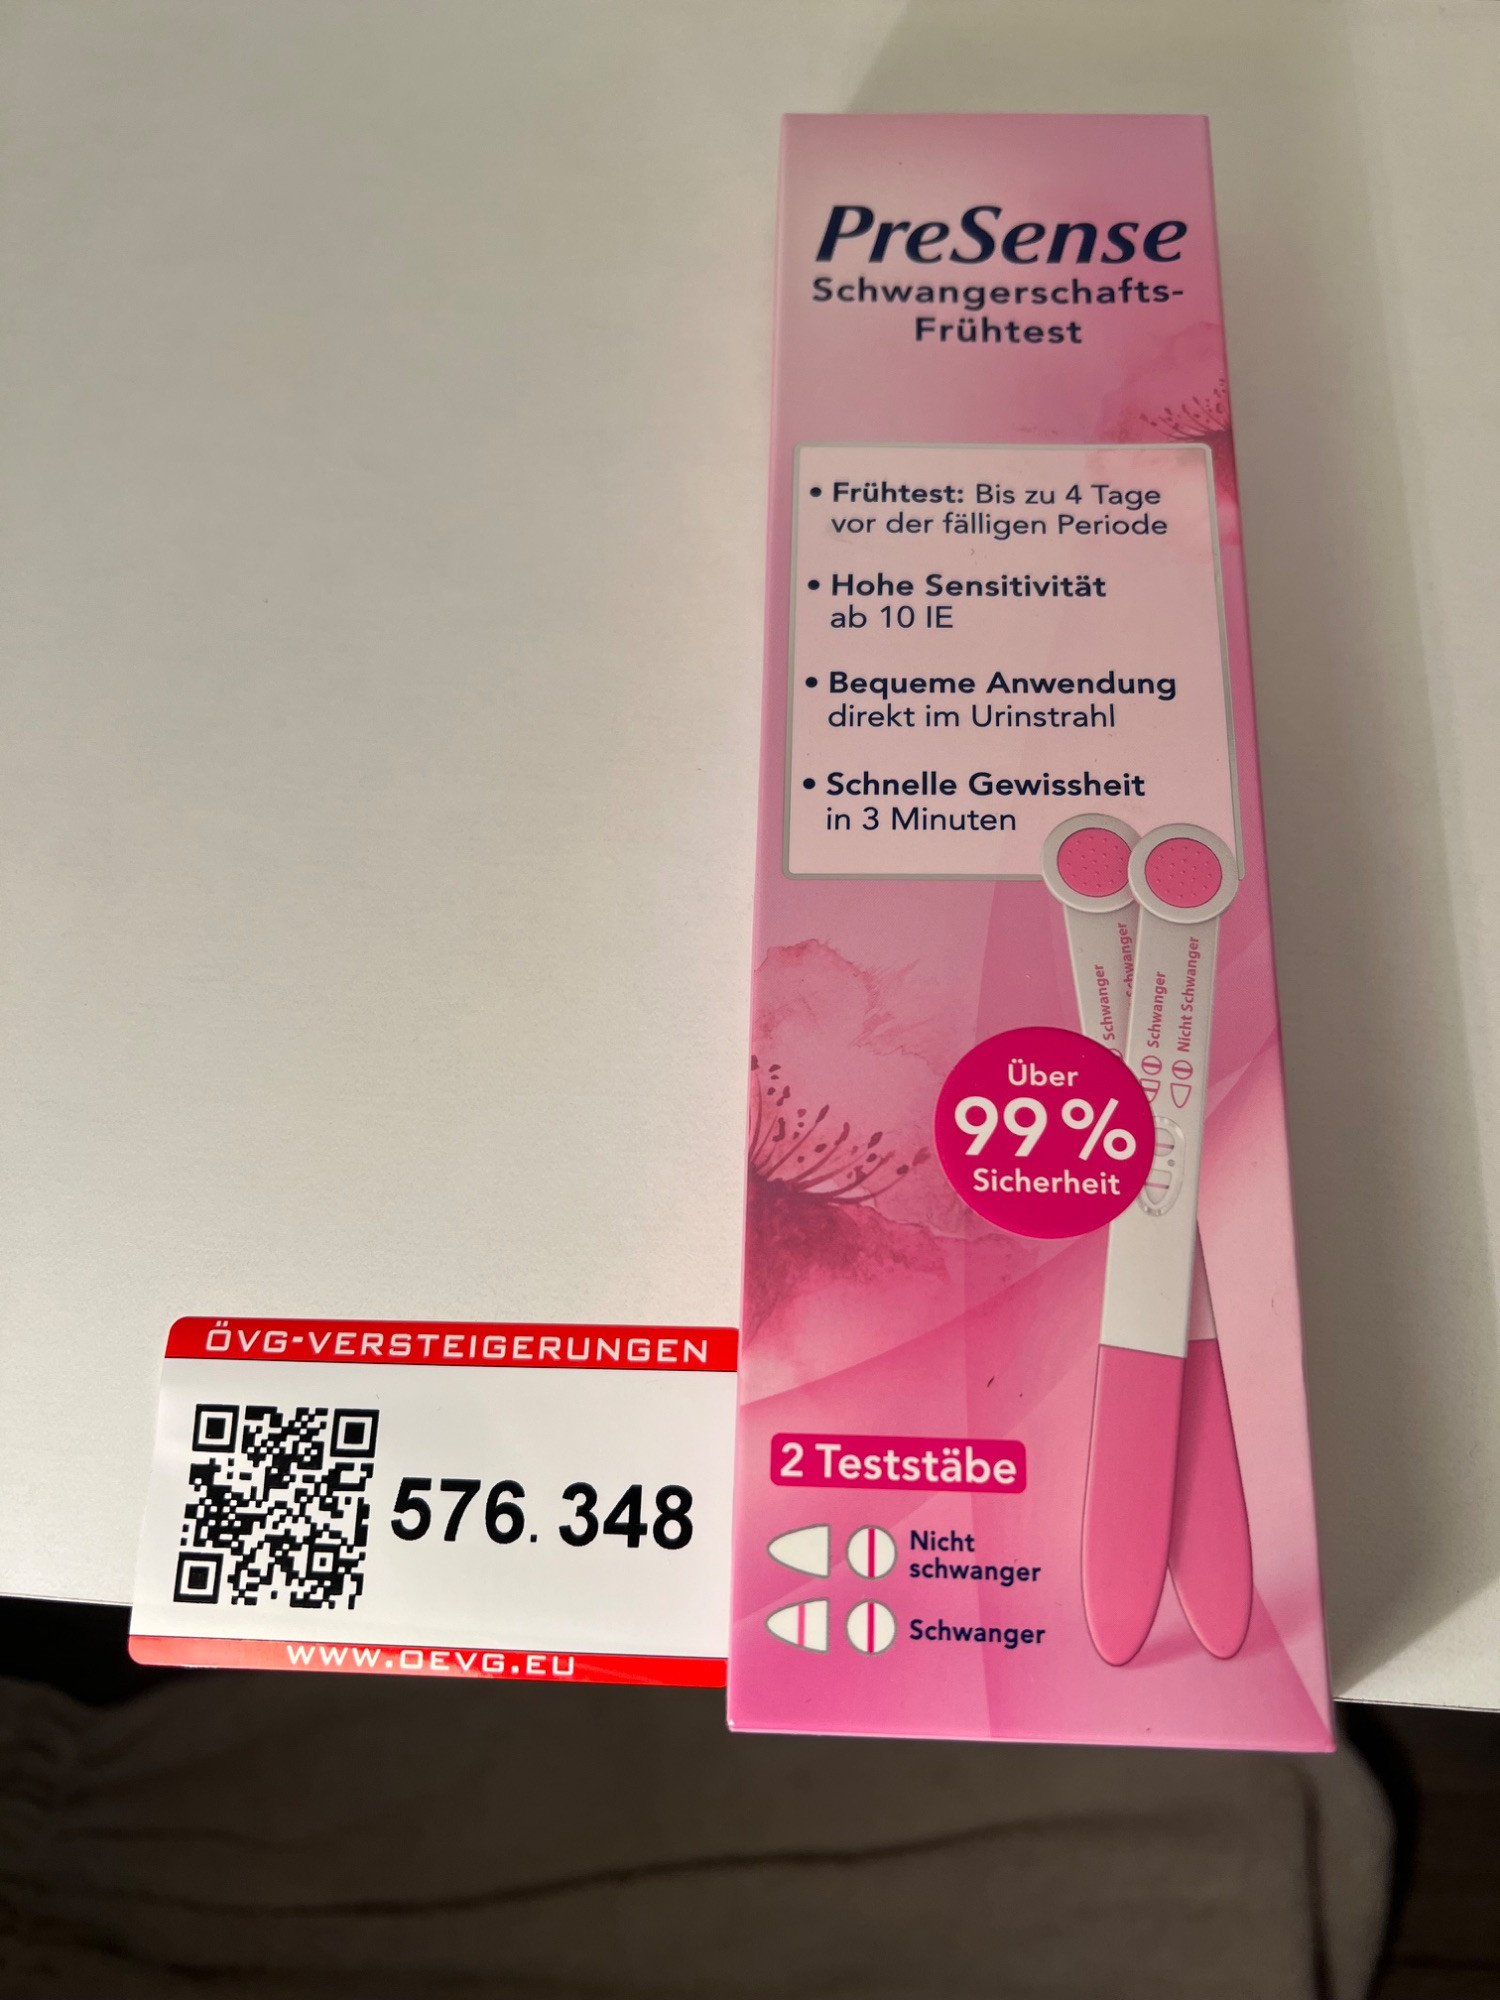 PreSense
Schwangerschafts-
Frühtest
• Frühtest: Bis zu 4 Tage
vor der fälligen Periode
• Hohe Sensitivität
ab 10 IE
• Bequeme Anwendung
direkt im Urinstrahl
• Schnelle Gewissheit
in 3 Minuten
Schwanger
Schwanger
Schwanger
Nicht Schwanger
Über
99%
Sicherheit
2 Teststäbe
Nicht
schwanger
Schwanger
ÖVG-VERSTEIGERUNGEN
576.348
WWW.OEVG.EU